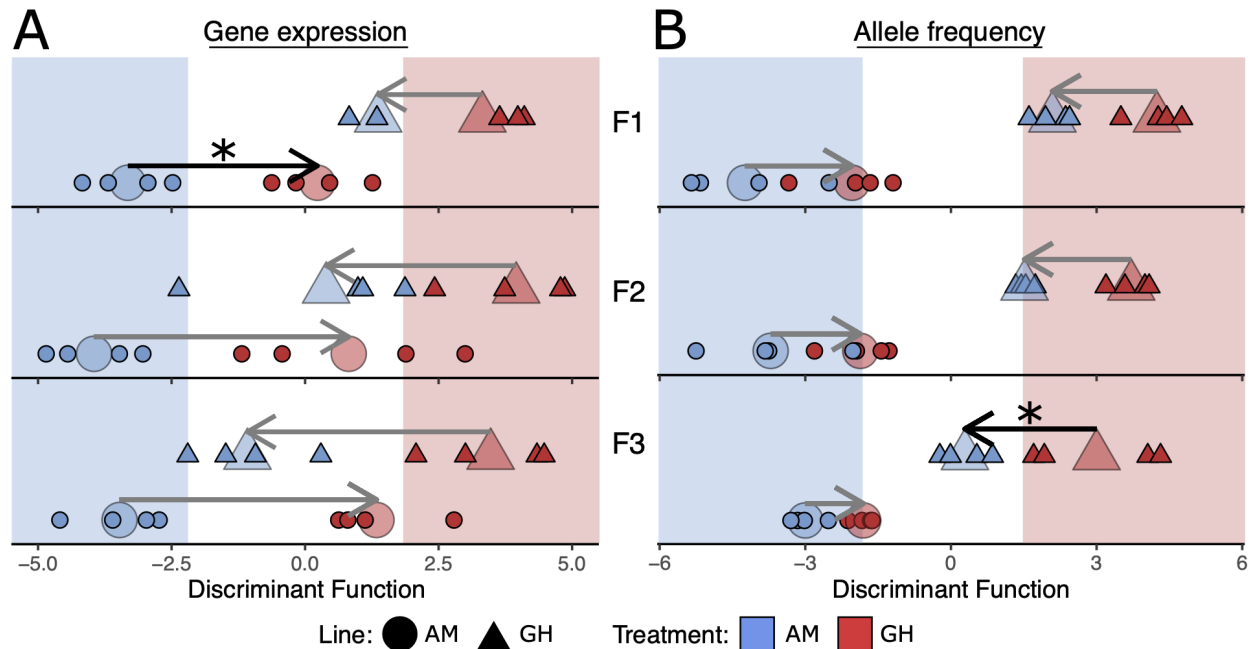 A
Gene expression
B
Allele frequency
F1
*
F2
F3
*
−5.0 −2.5 0.0 2.5 5.0
−6 −3 0 3 6
Discriminant Function
Discriminant Function
Line: AM GH
Treatment: AM GH